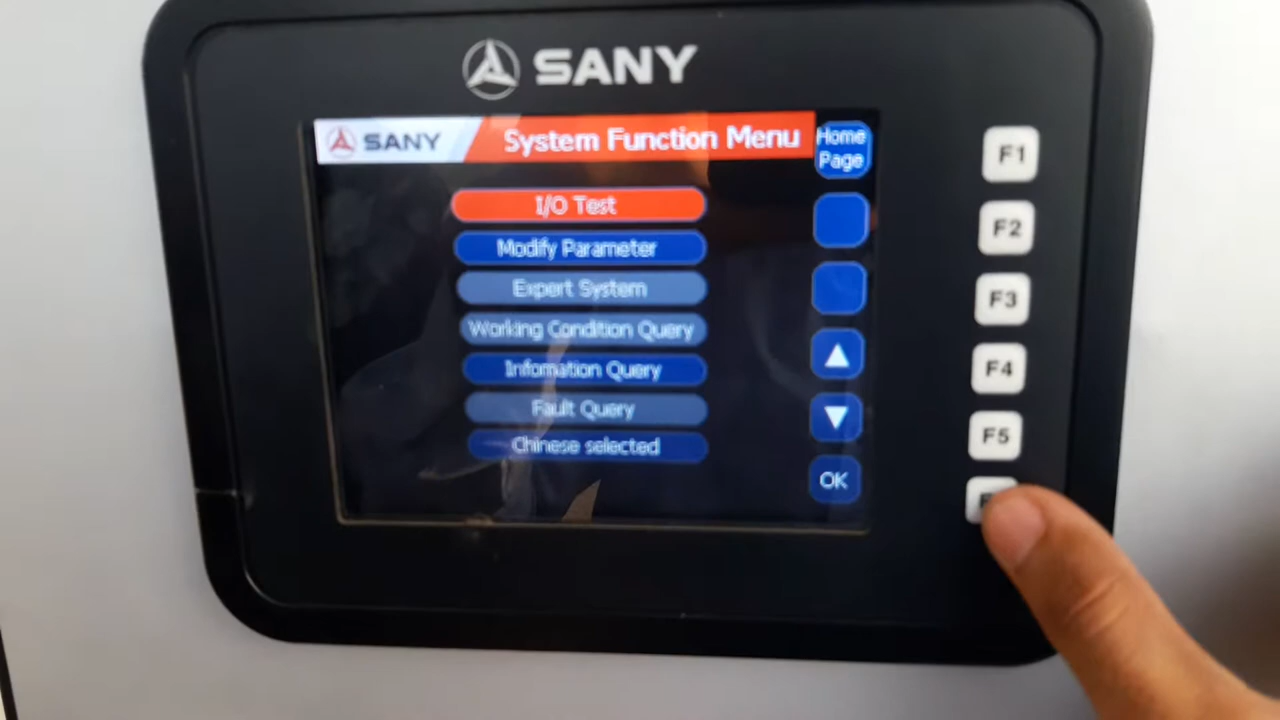 SANY
SANY
System Function Menu
Home
Page
I/O Test
Modify Parameter
Expert System
Working Condition Query
Infomation Query
Fault Query
Chinese selected
OK
F1
F2
F3
F4
F5